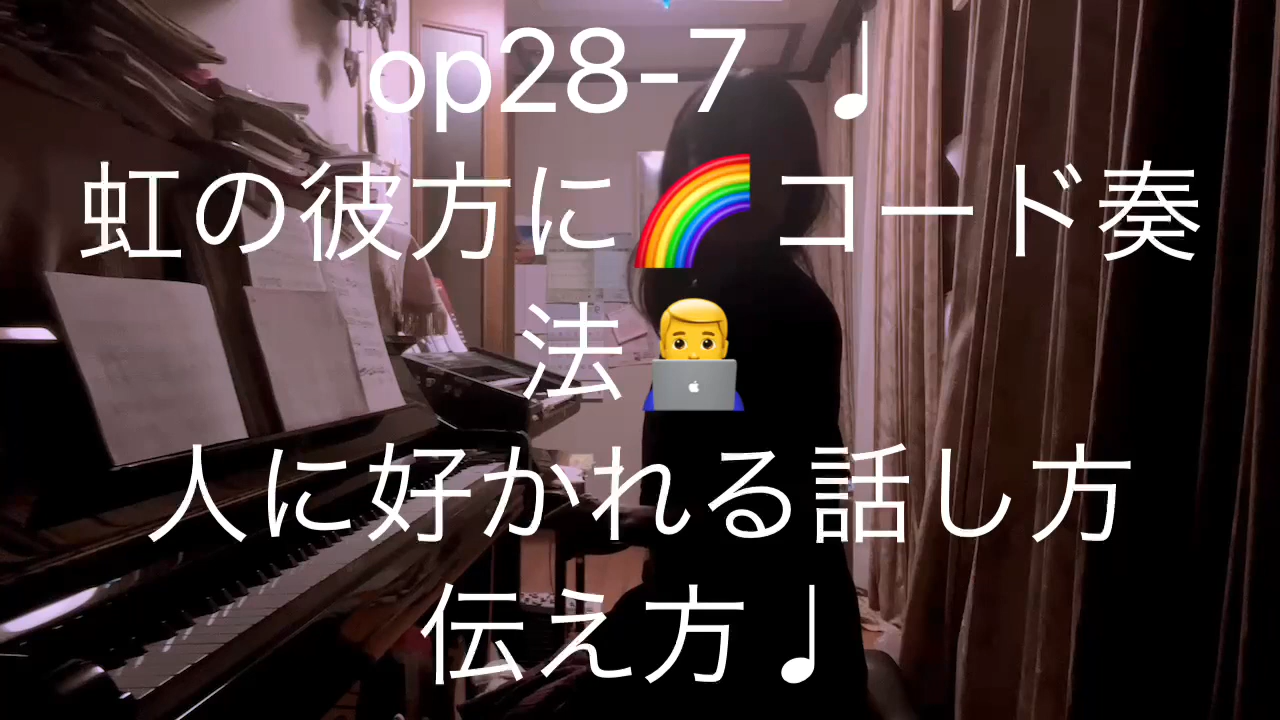 op28-7 ♩
虹の彼方に🌈 コード奏
法👨‍💻
人に好かれる話し方
伝え方♩